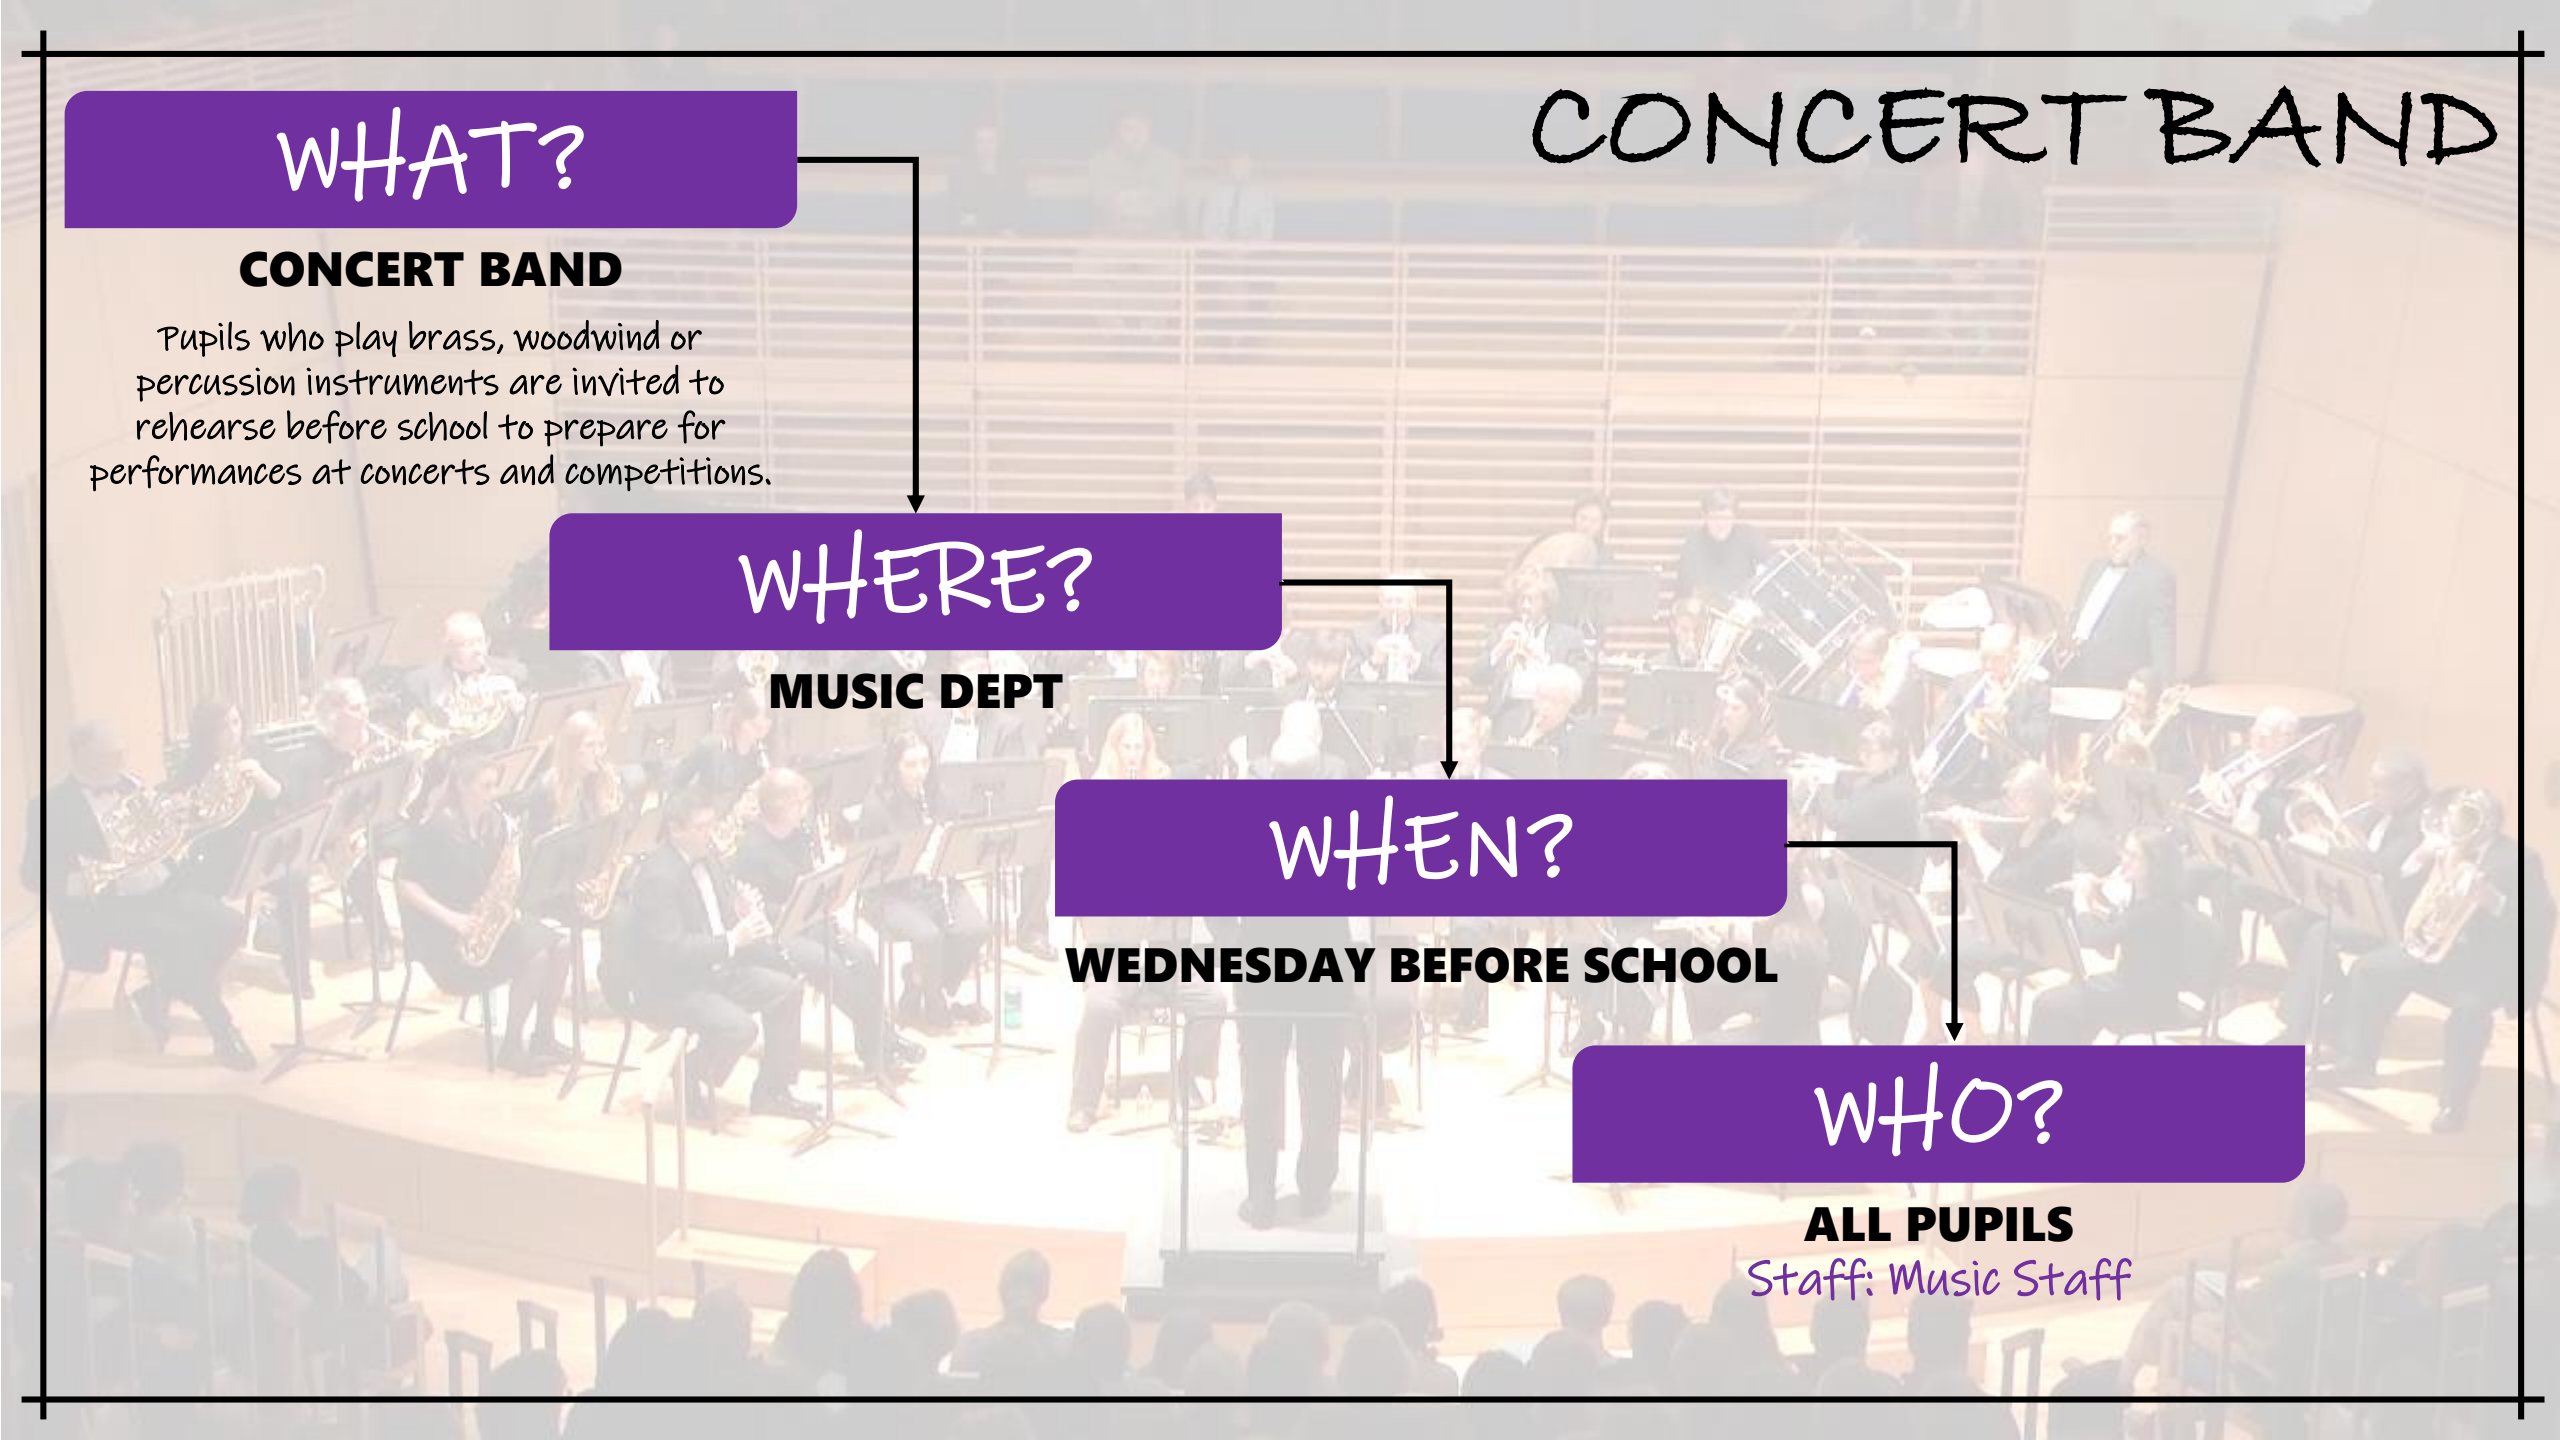 CONCERT BAND
WHAT?
CONCERT BAND
Pupils who play brass, woodwind or
percussion instruments are invited to
rehearse before school to prepare for
performances at concerts and competitions.
WHERE?
MUSIC DEPT
WHEN?
WEDNESDAY BEFORE SCHOOL
WHO?
ALL PUPILS
Staff: Music Staff